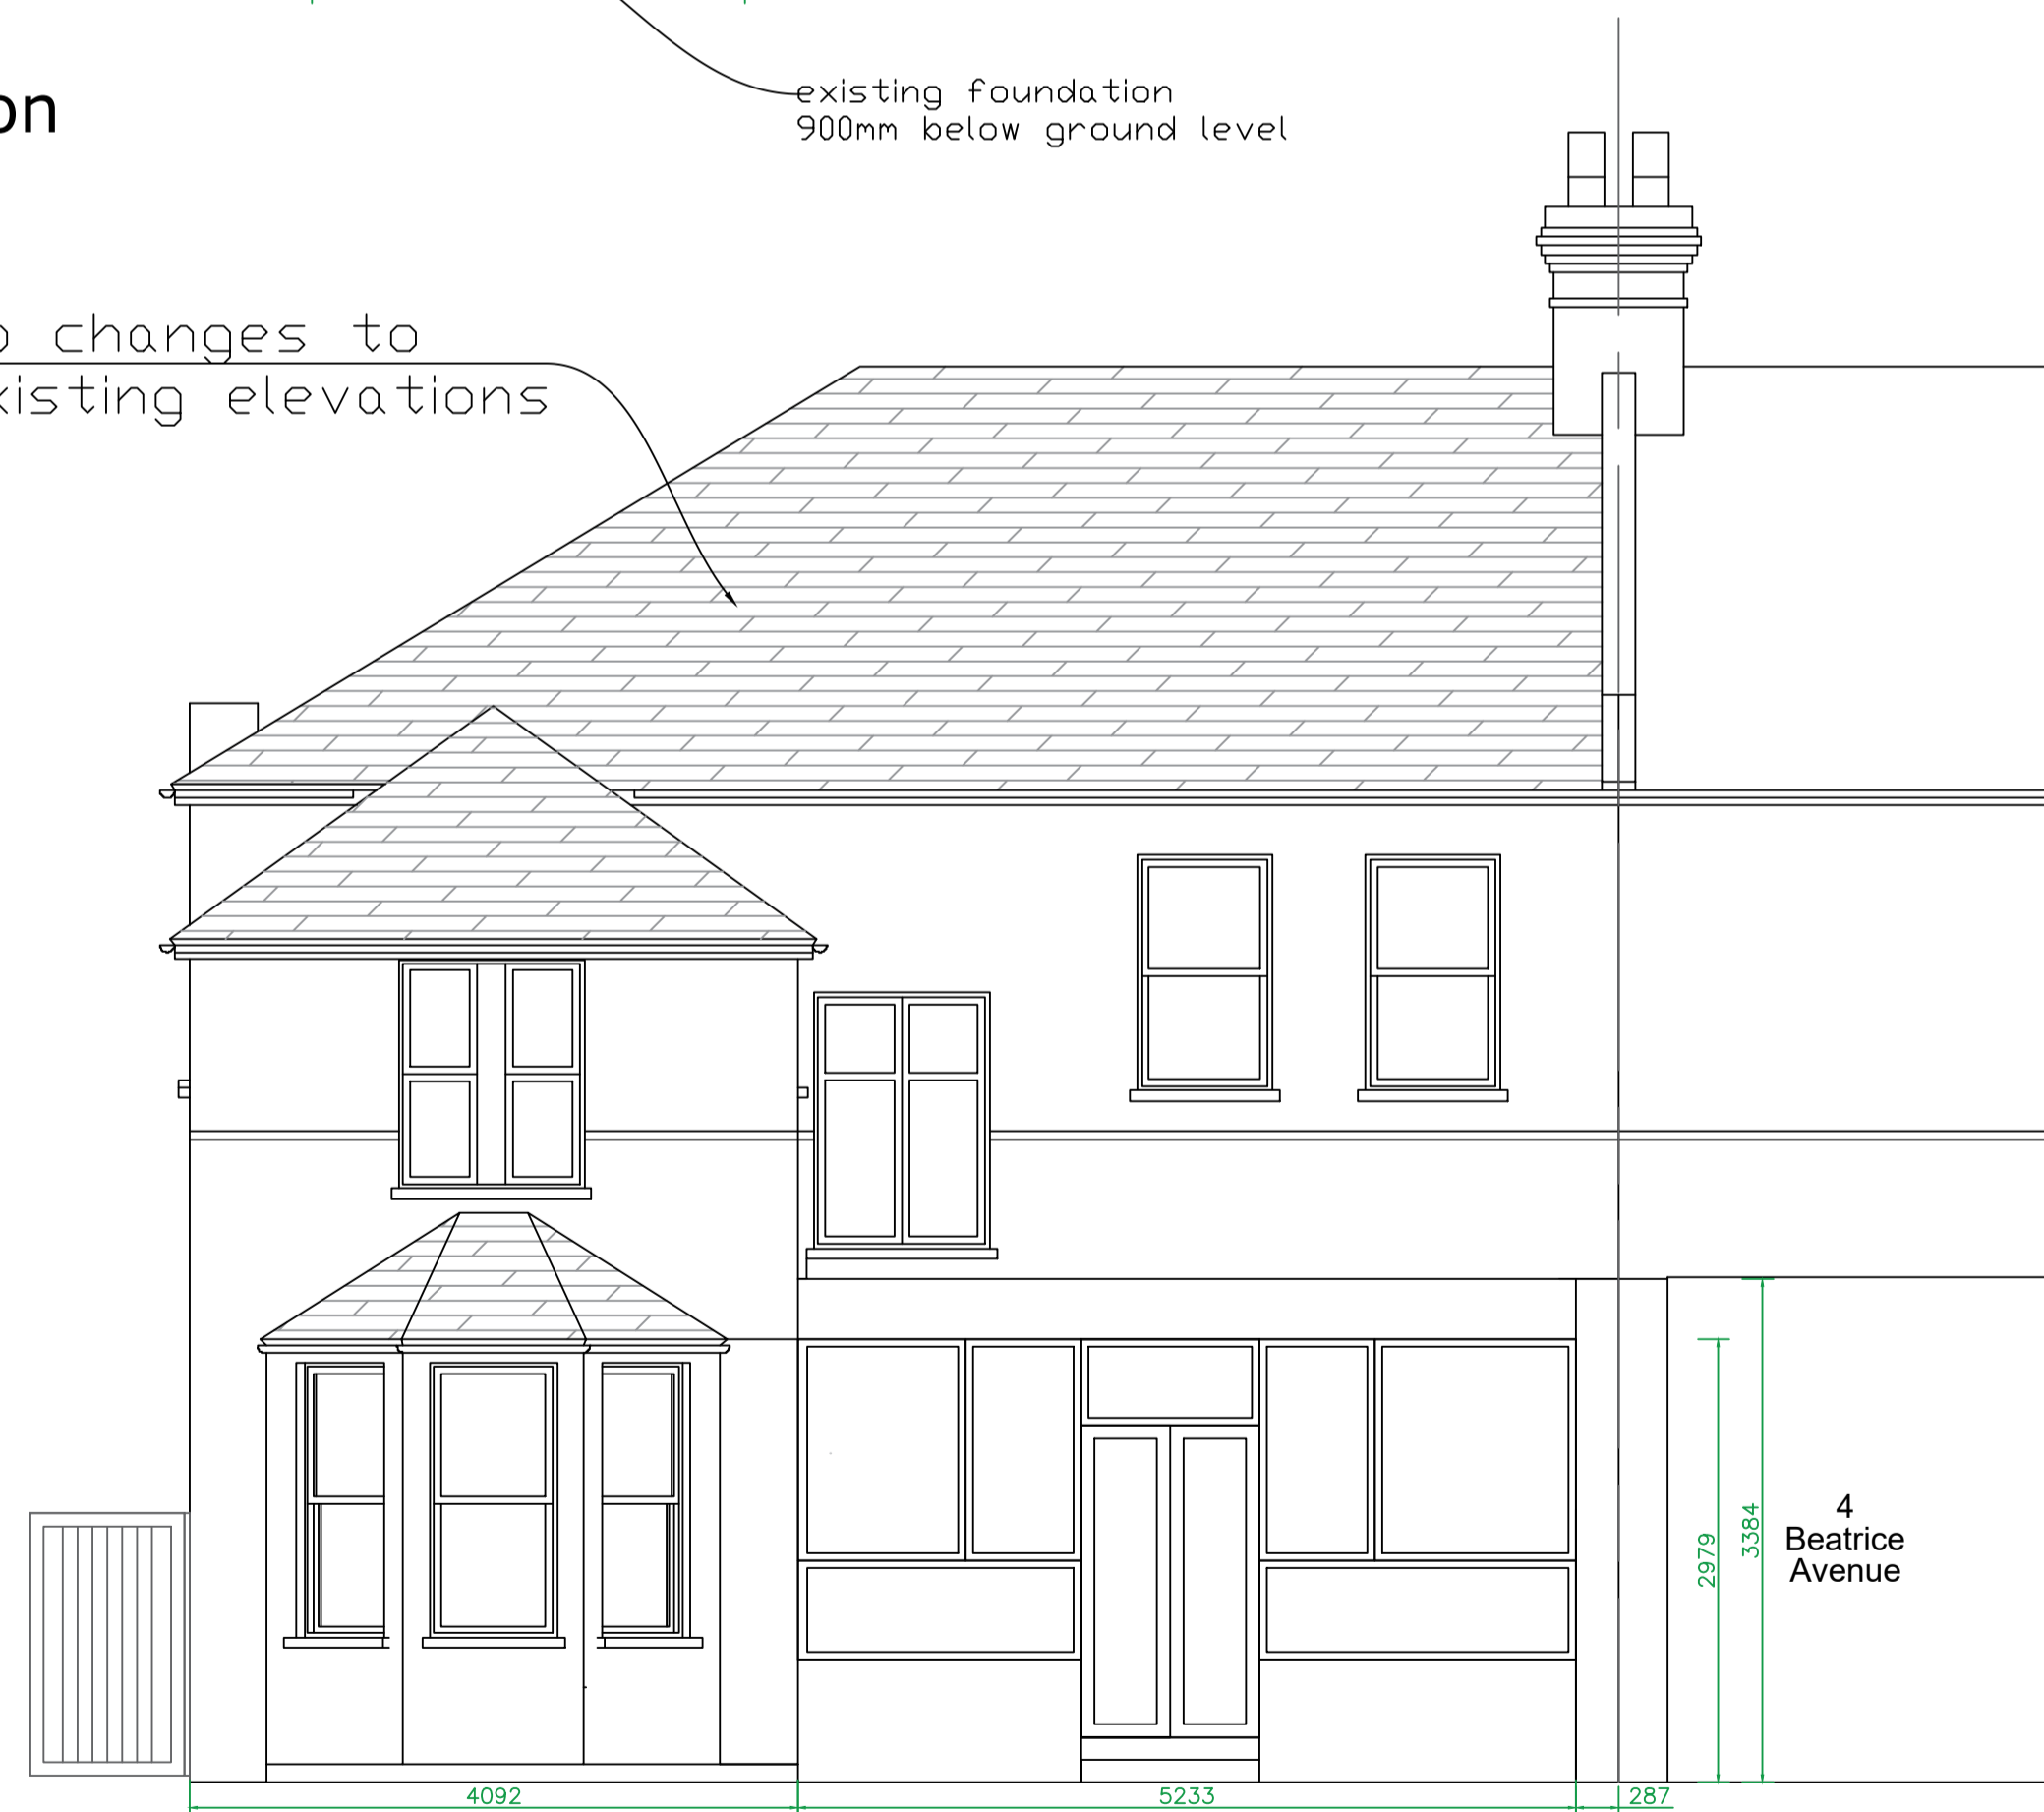 on
existing foundation
900mm below ground level
o changes to
xisting elevations
4
Beatrice
Avenue
2979
3384
4092
5233
287